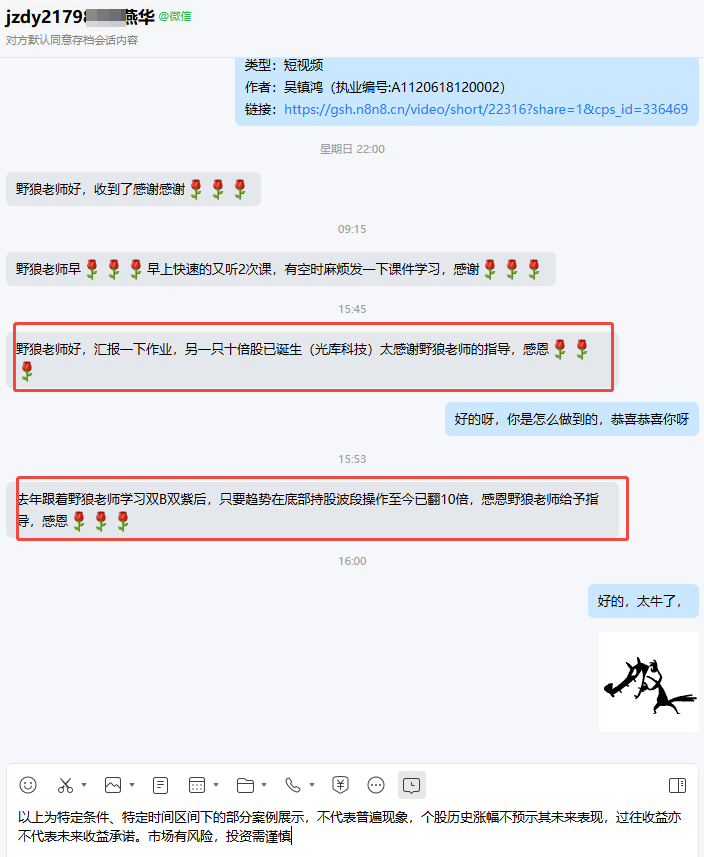 jzdy2179 燕华 @微信
对方默认同意存档会话内容
类型：短视频
作者：吴镇鸿（执业编号:A1120618120002）
链接：https://gsh.n8n8.cn/video/short/22316?share=1&cps_id=336469
星期日 22:00
野狼老师好，收到了感谢感谢🌹🌹🌹
09:15
野狼老师早🌹🌹🌹早上快速的又听2次课，有空时麻烦发一下课件学习，感谢🌹🌹🌹
15:45
野狼老师好，汇报一下作业，另一只十倍股已诞生（光库科技）太感谢野狼老师的指导，感恩🌹🌹
🌹
好的呀，你是怎么做到的，恭喜恭喜你呀
15:53
去年跟着野狼老师学习双B双紫后，只要趋势在底部持股波段操作至今已翻10倍，感恩野狼老师给予指
导，感恩🌹🌹🌹
16:00
好的，太牛了，
以上为特定条件、特定时间区间下的部分案例展示，不代表普遍现象，个股历史涨幅不预示其未来表现，过往收益亦
不代表未来收益承诺。市场有风险，投资需谨慎